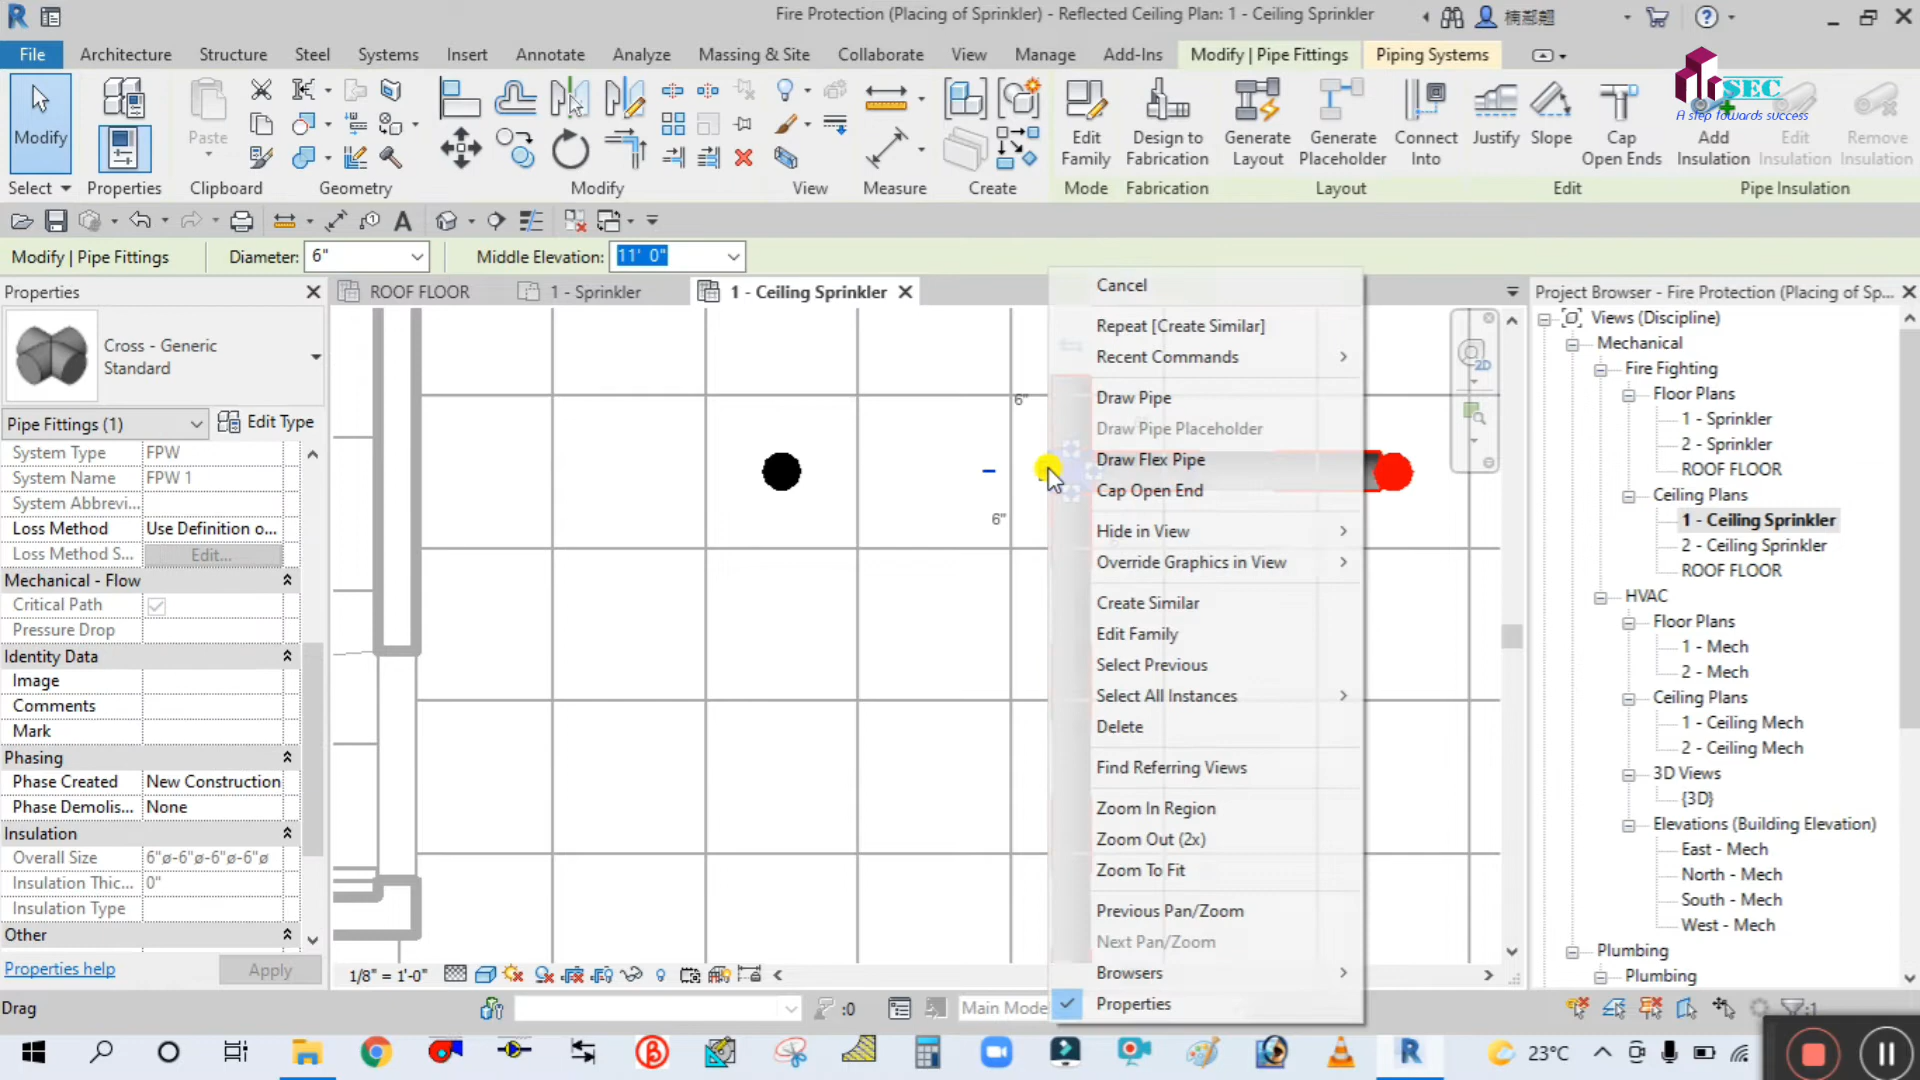 Fire Protection (Placing of Sprinkler) - Reflected Ceiling Plan: 1 - Ceiling Sprinkler
File Architecture Structure Steel Systems Insert Annotate Analyze Massing & Site Collaborate View Manage Add-Ins Modify | Pipe Fittings Piping Systems
SEC
A step towards success
Modify
Paste
Edit Family
Design to Fabrication
Generate Layout
Generate Placeholder
Connect Into
Justify
Slope
Cap Open Ends
Add Insulation
Edit Insulation
Remove Insulation
Select Properties Clipboard Geometry Modify View Measure Create Mode Fabrication Layout Edit Pipe Insulation
Modify | Pipe Fittings Diameter: 6" Middle Elevation: 11' 0"
Properties
ROOF FLOOR
1 - Sprinkler
1 - Ceiling Sprinkler
Project Browser - Fire Protection (Placing of Sp...
Cross - Generic
Standard
Pipe Fittings (1) Edit Type
System Type FPW
System Name FPW 1
System Abbrevi...
Loss Method Use Definition o...
Loss Method S... Edit...
Mechanical - Flow
Critical Path
Pressure Drop
Identity Data
Image
Comments
Mark
Phasing
Phase Created New Construction
Phase Demolis... None
Insulation
Overall Size 6"ø-6"ø-6"ø-6"ø
Insulation Thic... 0"
Insulation Type
Other
Properties help Apply
6"
6"
Cancel
Repeat [Create Similar]
Recent Commands
Draw Pipe
Draw Pipe Placeholder
Draw Flex Pipe
Cap Open End
Hide in View
Override Graphics in View
Create Similar
Edit Family
Select Previous
Select All Instances
Delete
Find Referring Views
Zoom In Region
Zoom Out (2x)
Zoom To Fit
Previous Pan/Zoom
Next Pan/Zoom
Browsers
Properties
2D
Views (Discipline)
Mechanical
Fire Fighting
Floor Plans
1 - Sprinkler
2 - Sprinkler
ROOF FLOOR
Ceiling Plans
1 - Ceiling Sprinkler
2 - Ceiling Sprinkler
ROOF FLOOR
HVAC
Floor Plans
1 - Mech
2 - Mech
Ceiling Plans
1 - Ceiling Mech
2 - Ceiling Mech
3D Views
{3D}
Elevations (Building Elevation)
East - Mech
North - Mech
South - Mech
West - Mech
Plumbing
Plumbing
1/8" = 1'-0"
Drag :0 Main Mode :1
23°C